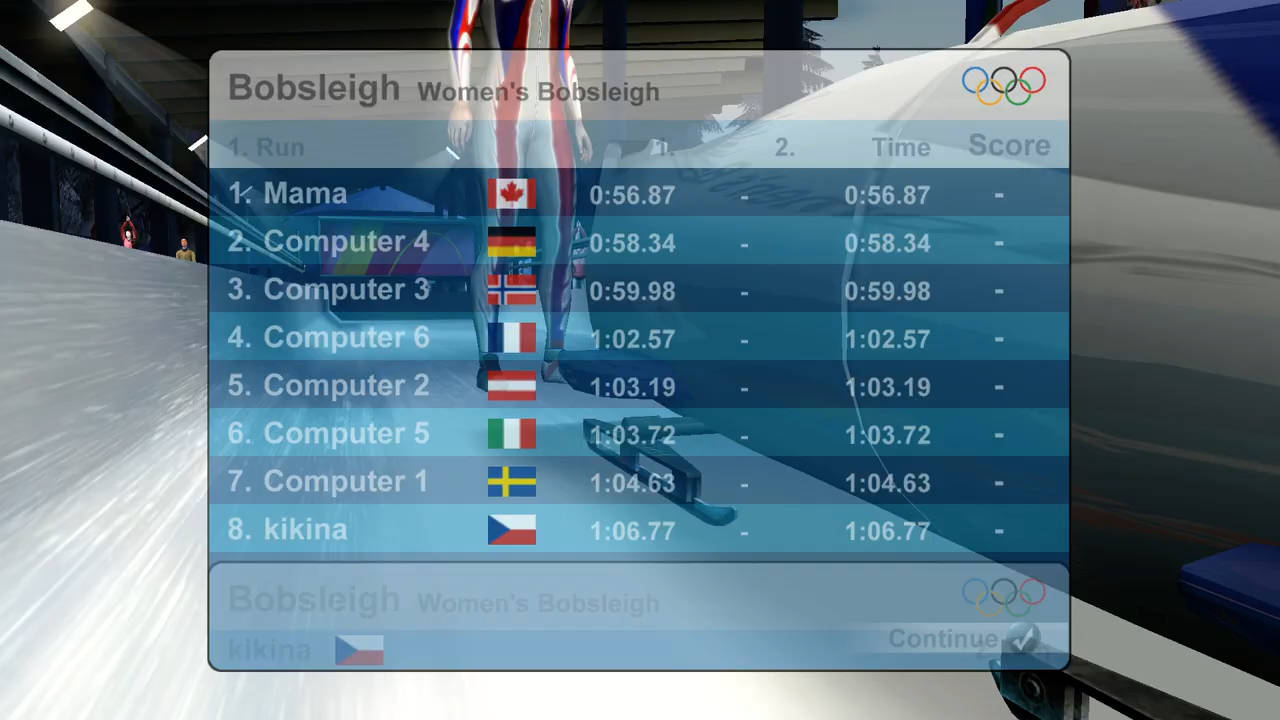 Bobsleigh Women's Bobsleigh
1. Run 1. 2. Time Score
1. Mama 0:56.87 - 0:56.87 -
2. Computer 4 0:58.34 - 0:58.34 -
3. Computer 3 0:59.98 - 0:59.98 -
4. Computer 6 1:02.57 - 1:02.57 -
5. Computer 2 1:03.19 - 1:03.19 -
6. Computer 5 1:03.72 - 1:03.72 -
7. Computer 1 1:04.63 - 1:04.63 -
8. kikina 1:06.77 - 1:06.77 -
Bobsleigh Women's Bobsleigh
kikina Continue